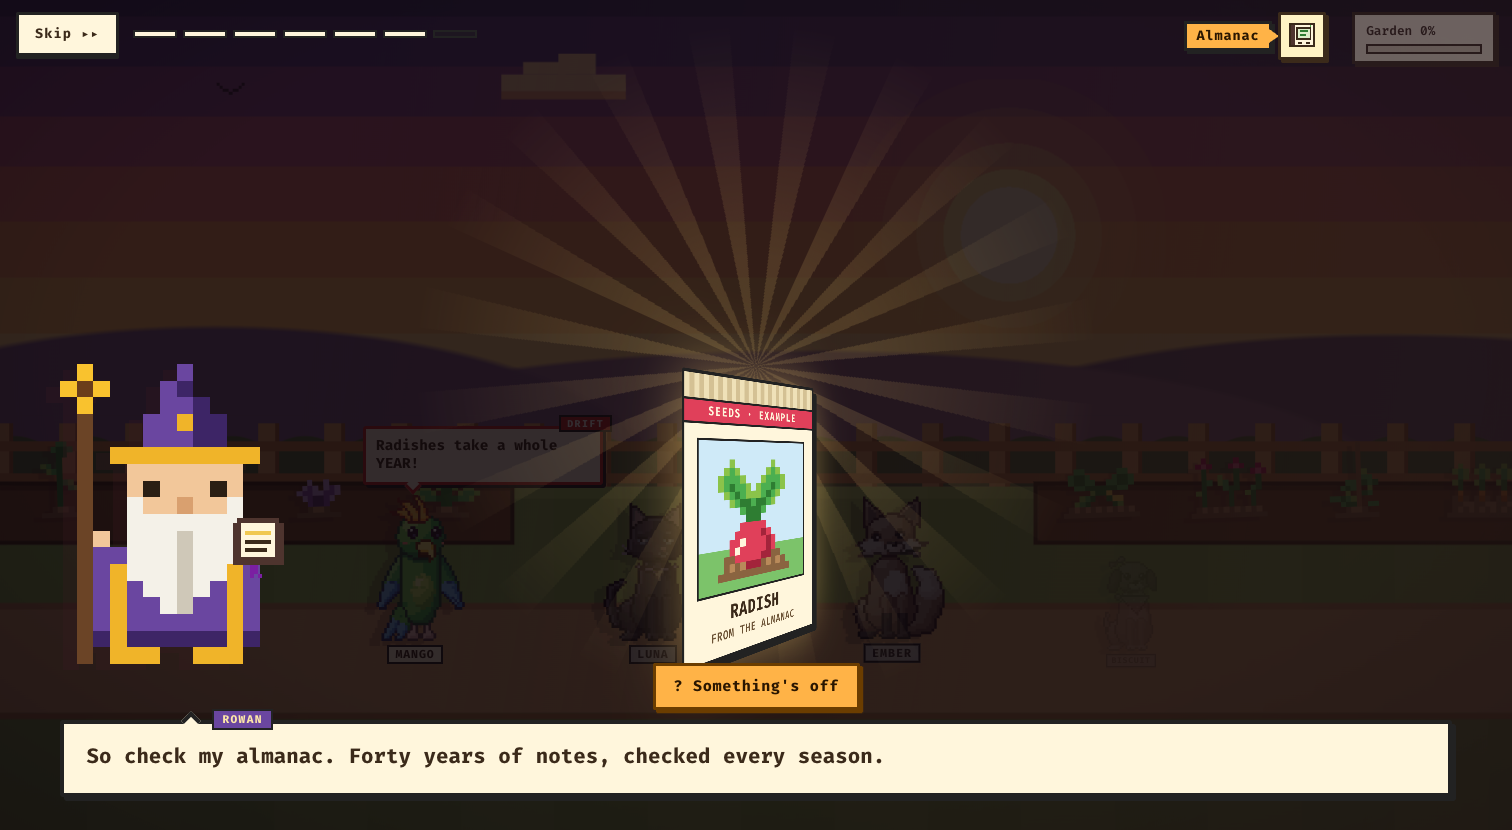 Skip ▸▸
Almanac
Garden 0%
DRIFT
Radishes take a whole
YEAR!
SEEDS · EXAMPLE
RADISH
FROM THE ALMANAC
MANGO
LUNA
EMBER
? Something's off
ROWAN
So check my almanac. Forty years of notes, checked every season.